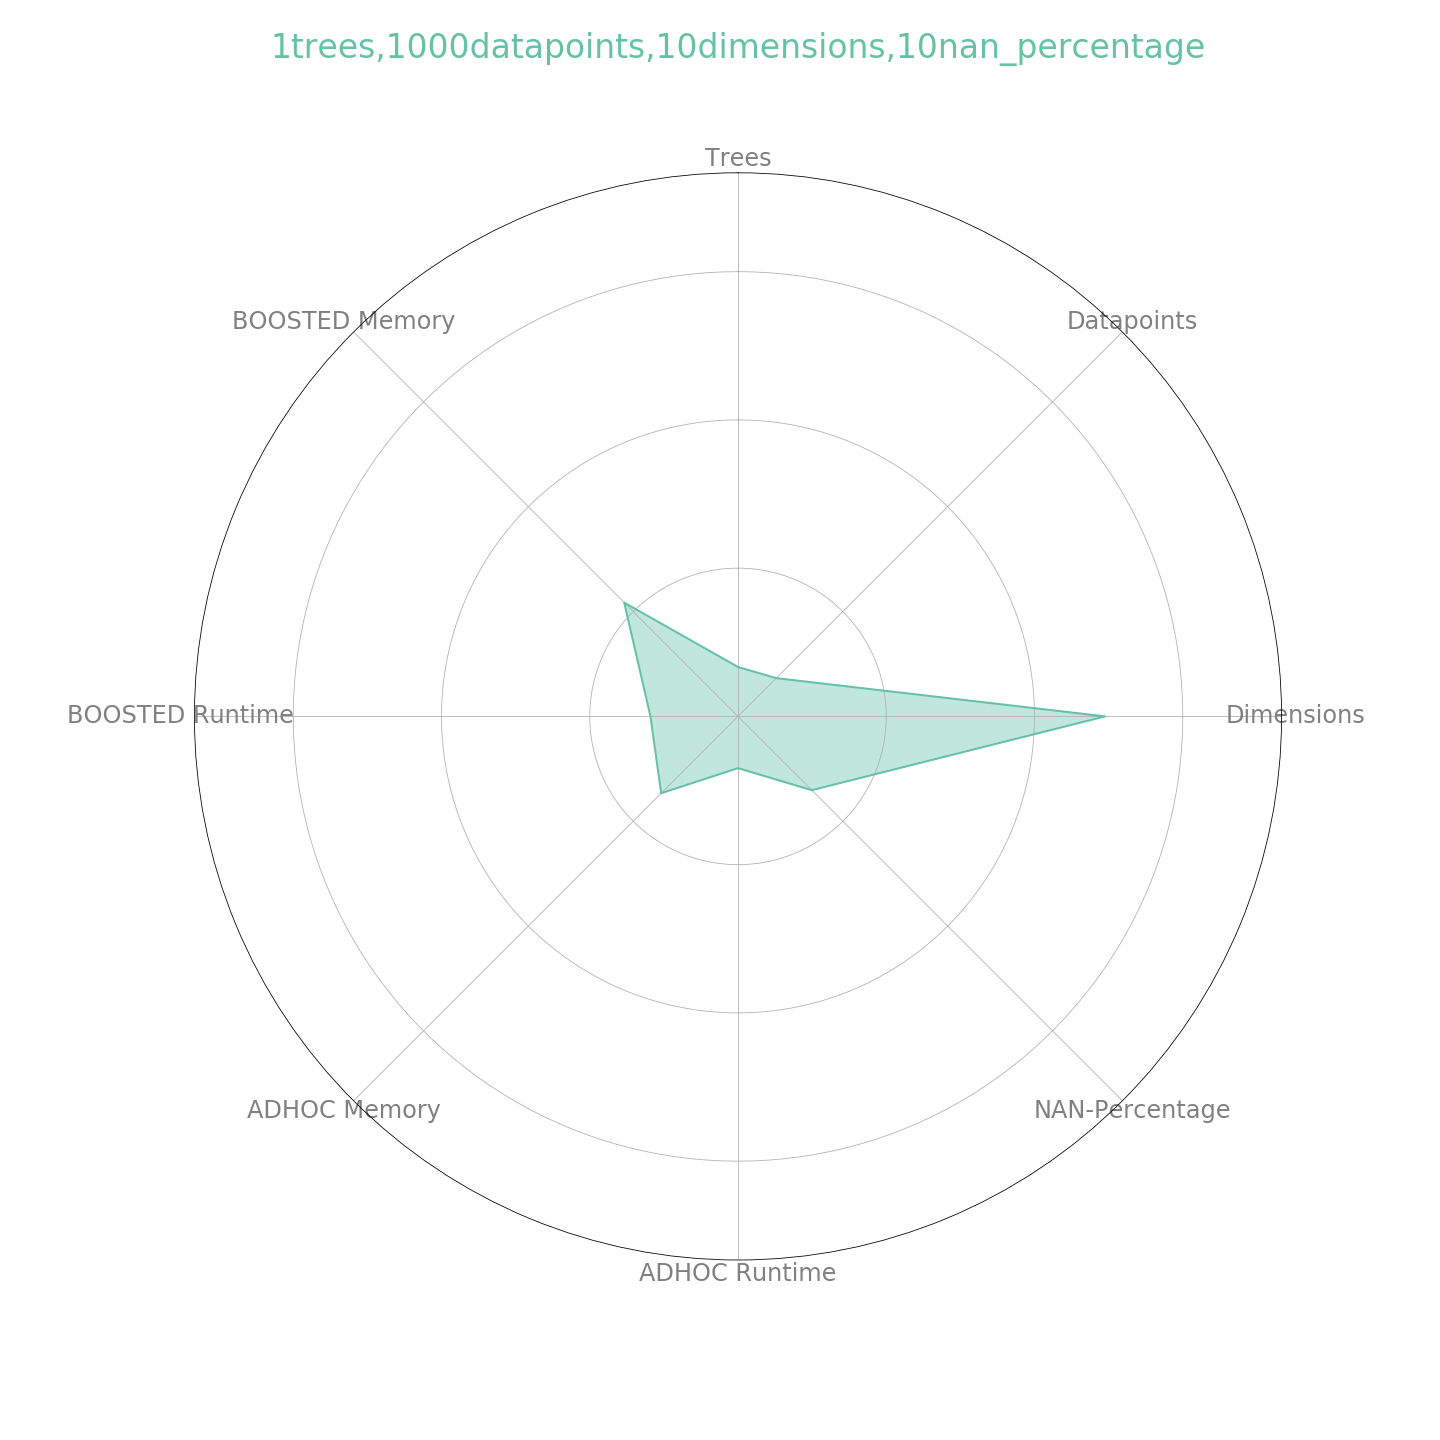 1trees,1000datapoints,10dimensions,10nan_percentage
Trees
BOOSTED Memory
Datapoints
BOOSTED Runtime
Dimensions
ADHOC Memory
NAN-Percentage
ADHOC Runtime